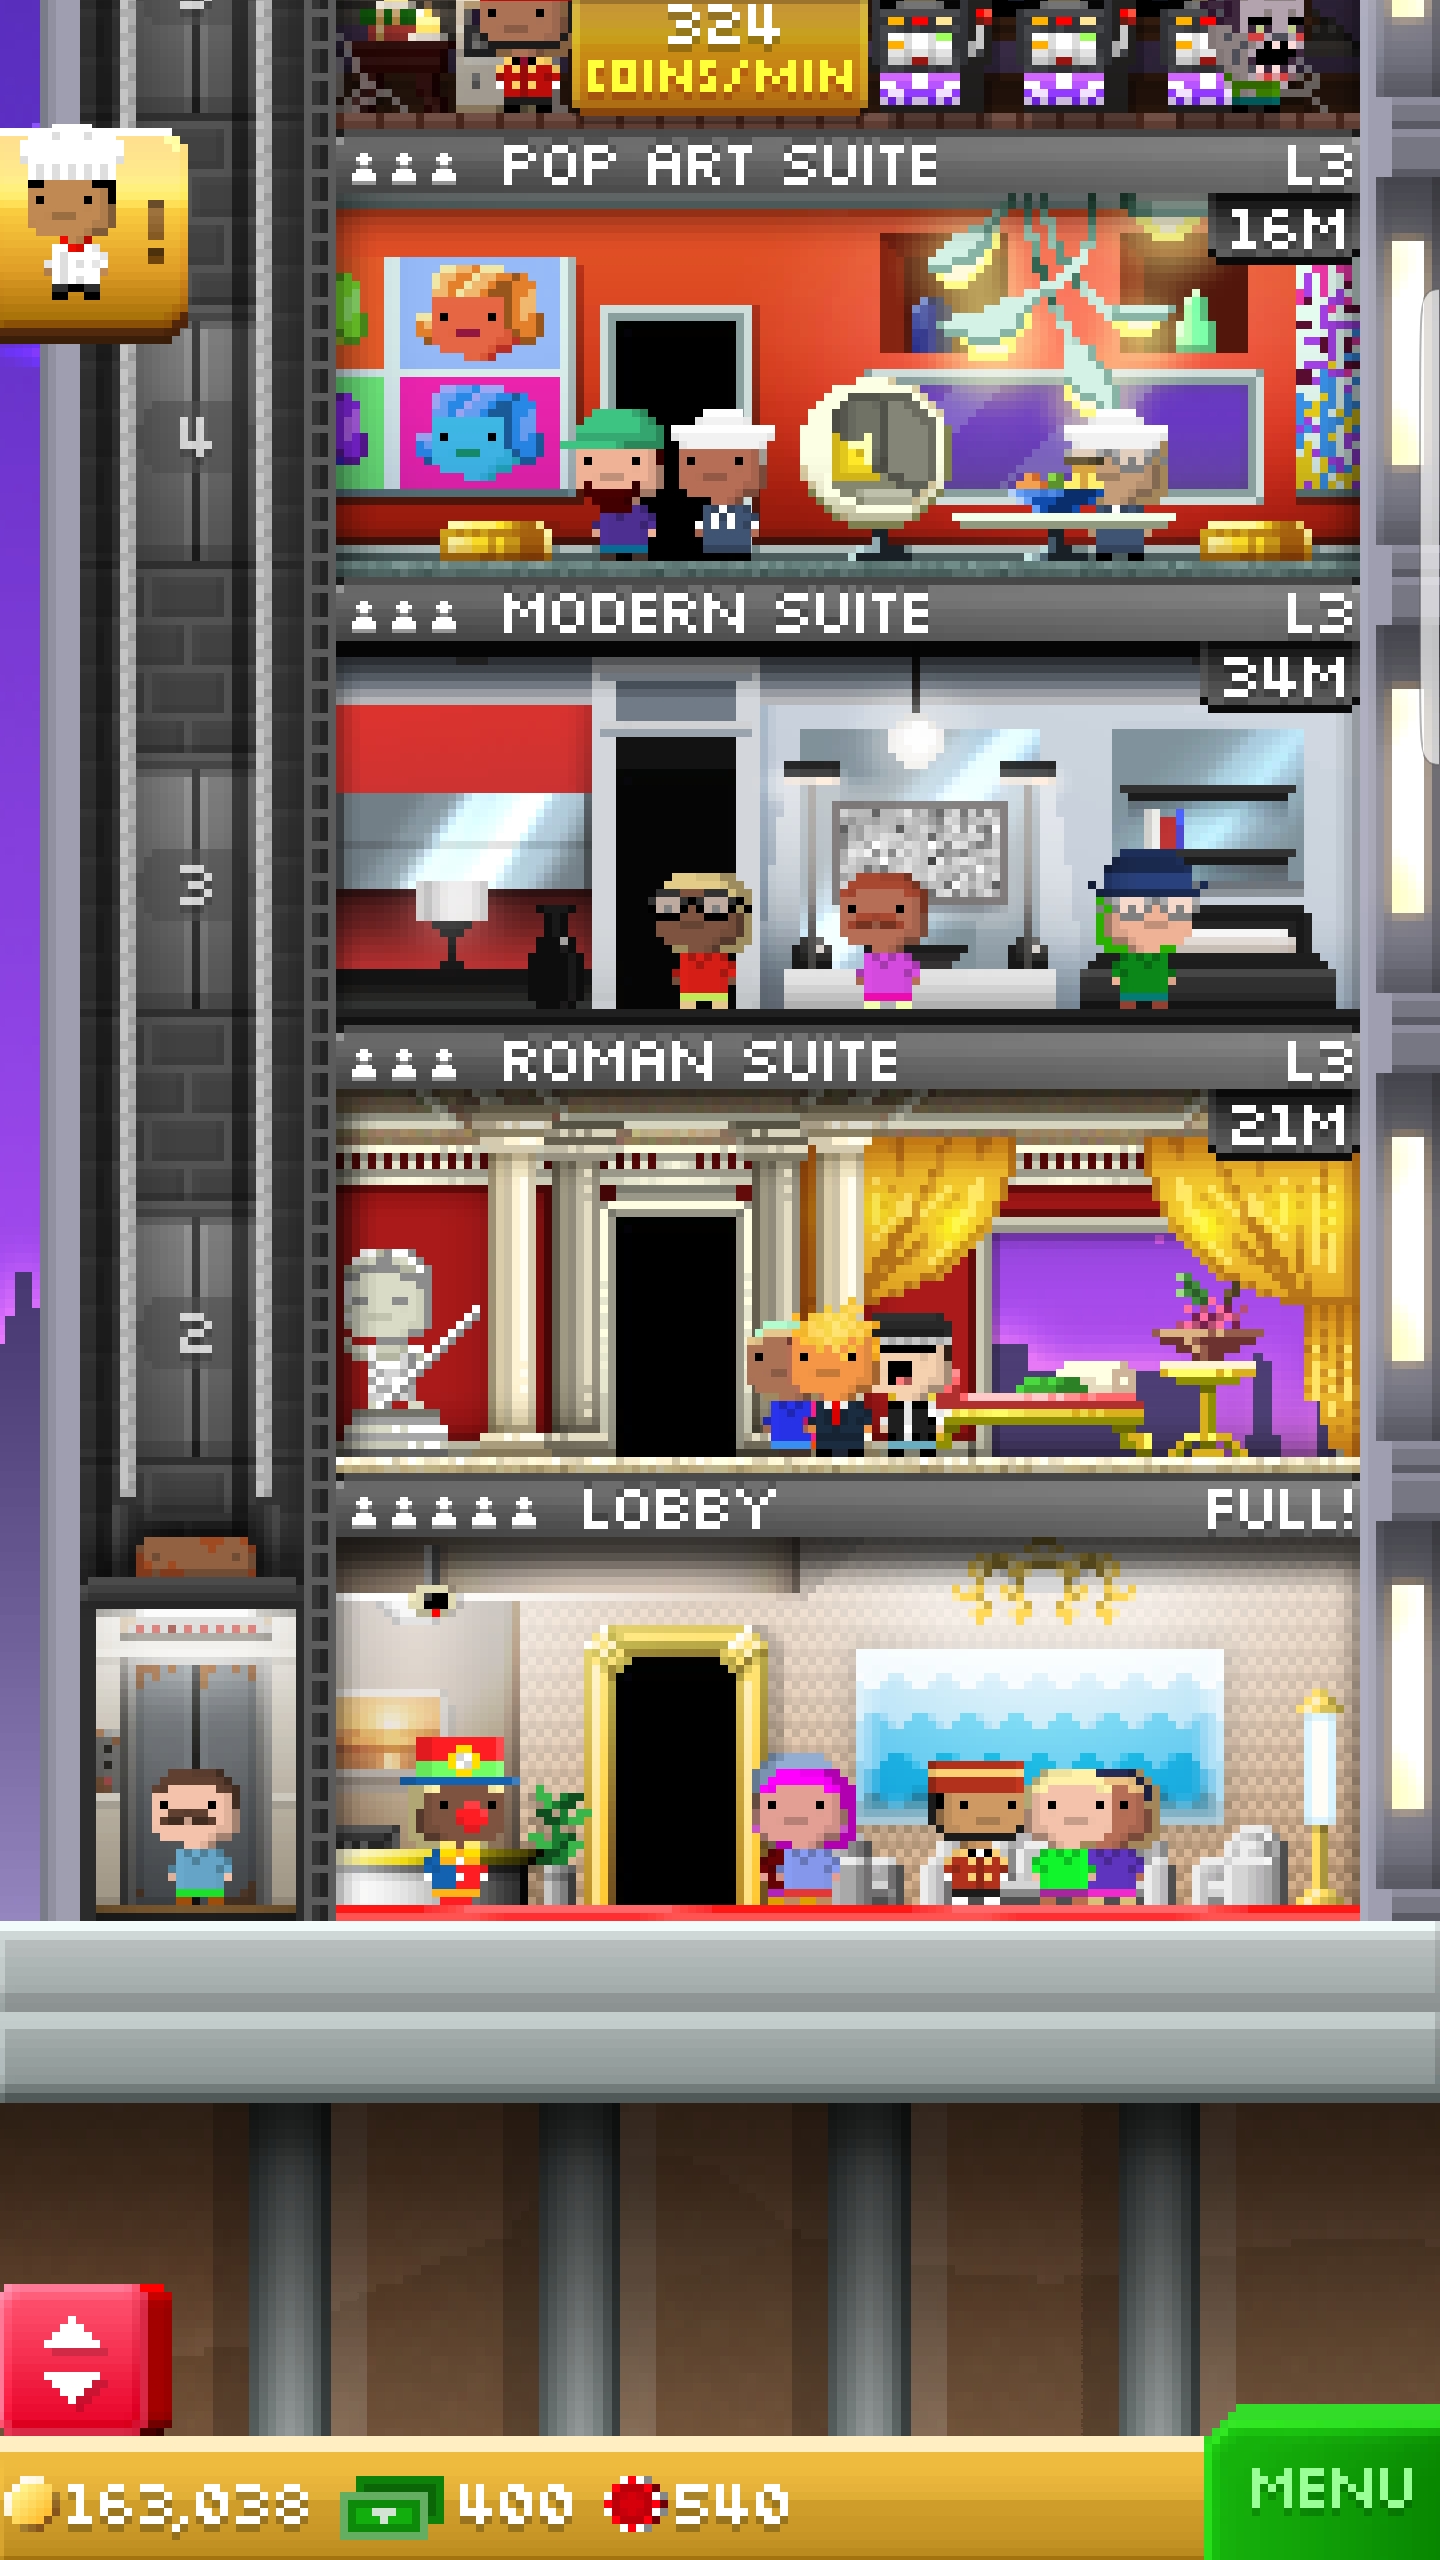 324
COINS/MIN
POP ART SUITE L3
16M
!
4
MODERN SUITE L3
34M
3
ROMAN SUITE L3
21M
2
LOBBY FULL!
163,038 400 540
MENU